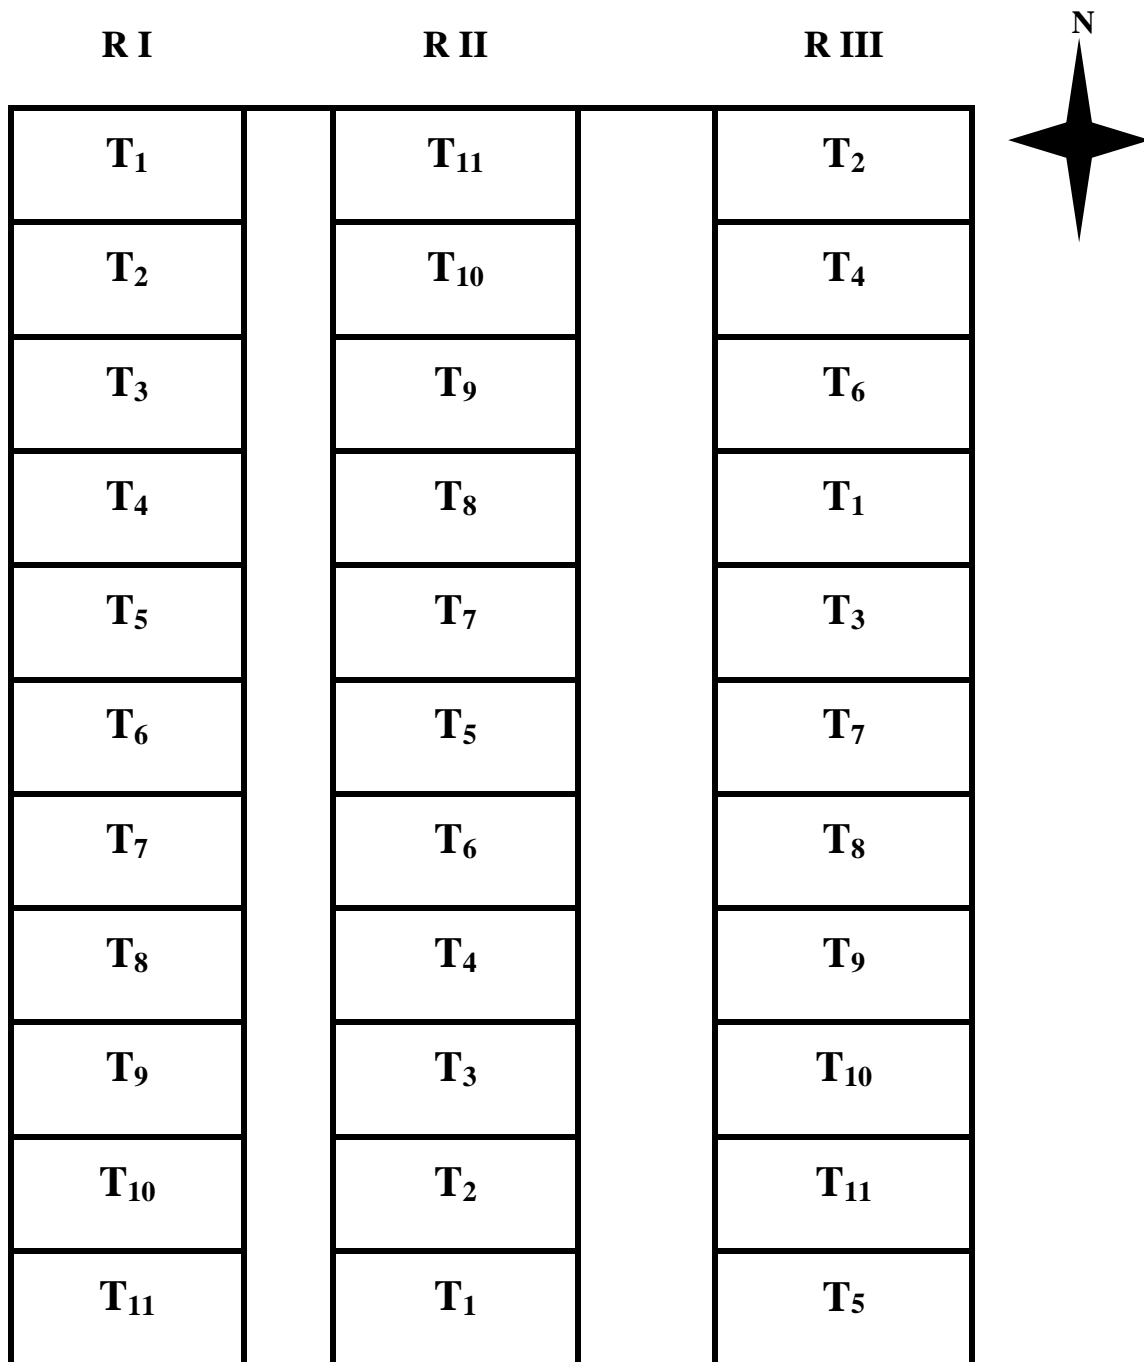 N
R I R II R III
T1 T11 T2
T2 T10 T4
T3 T9 T6
T4 T8 T1
T5 T7 T3
T6 T5 T7
T7 T6 T8
T8 T4 T9
T9 T3 T10
T10 T2 T11
T11 T1 T5